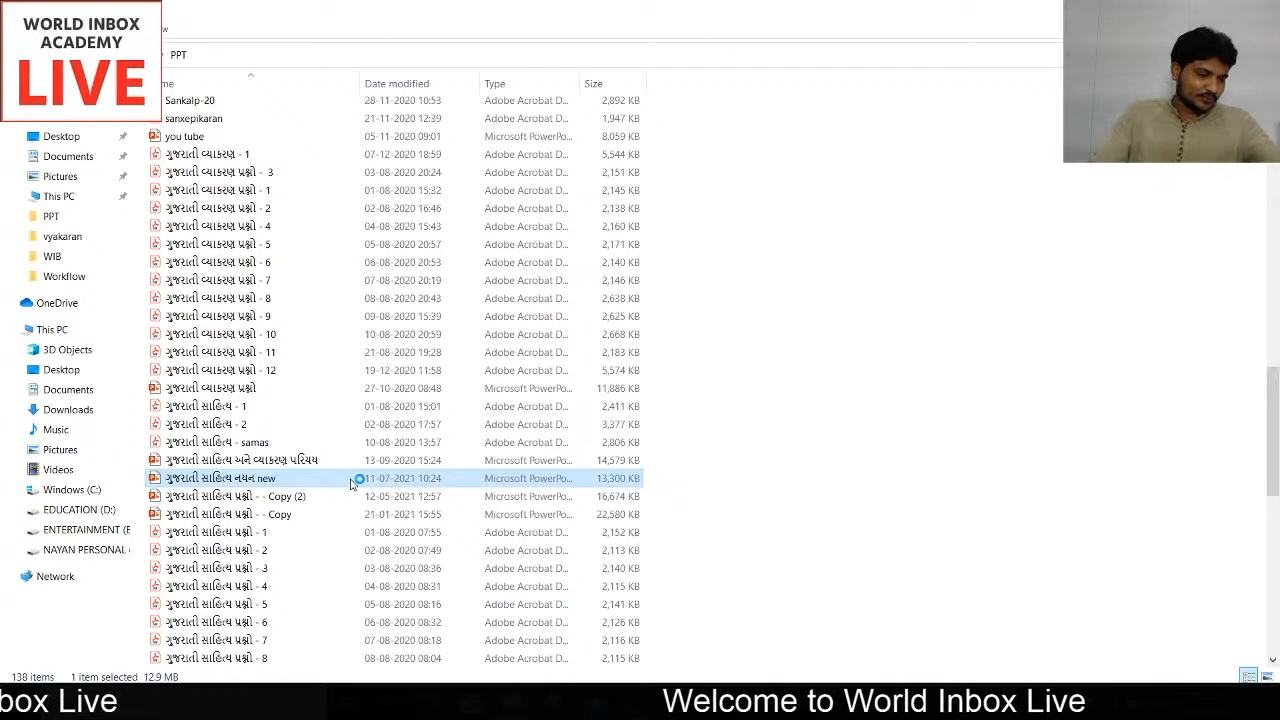 WORLD INBOX
ACADEMY
LIVE
PPT
Date modified Type Size
Sankalp-20 28-11-2020 10:53 Adobe Acrobat D... 2,892 KB
sanxepikaran 21-11-2020 12:39 Adobe Acrobat D... 1,947 KB
you tube 05-11-2020 09:01 Microsoft PowerPo... 8,059 KB
ગુજરાતી વ્યાકરણ - 1 07-12-2020 18:59 Adobe Acrobat D... 5,544 KB
ગુજરાતી વ્યાકરણ પ્રશ્નો - 3 03-08-2020 20:24 Adobe Acrobat D... 2,151 KB
ગુજરાતી વ્યાકરણ પ્રશ્નો - 1 01-08-2020 15:32 Adobe Acrobat D... 2,145 KB
ગુજરાતી વ્યાકરણ પ્રશ્નો - 2 02-08-2020 16:46 Adobe Acrobat D... 2,138 KB
ગુજરાતી વ્યાકરણ પ્રશ્નો - 4 04-08-2020 15:43 Adobe Acrobat D... 2,160 KB
ગુજરાતી વ્યાકરણ પ્રશ્નો - 5 05-08-2020 20:57 Adobe Acrobat D... 2,171 KB
ગુજરાતી વ્યાકરણ પ્રશ્નો - 6 06-08-2020 20:53 Adobe Acrobat D... 2,140 KB
ગુજરાતી વ્યાકરણ પ્રશ્નો - 7 07-08-2020 20:19 Adobe Acrobat D... 2,146 KB
ગુજરાતી વ્યાકરણ પ્રશ્નો - 8 08-08-2020 20:43 Adobe Acrobat D... 2,638 KB
ગુજરાતી વ્યાકરણ પ્રશ્નો - 9 09-08-2020 15:39 Adobe Acrobat D... 2,625 KB
ગુજરાતી વ્યાકરણ પ્રશ્નો - 10 10-08-2020 20:59 Adobe Acrobat D... 2,668 KB
ગુજરાતી વ્યાકરણ પ્રશ્નો - 11 21-08-2020 19:28 Adobe Acrobat D... 2,183 KB
ગુજરાતી વ્યાકરણ પ્રશ્નો - 12 19-12-2020 11:58 Adobe Acrobat D... 5,574 KB
ગુજરાતી વ્યાકરણ પ્રશ્નો 27-10-2020 08:48 Microsoft PowerPo... 11,886 KB
ગુજરાતી સાહિત્ય - 1 01-08-2020 15:01 Adobe Acrobat D... 2,411 KB
ગુજરાતી સાહિત્ય - 2 02-08-2020 17:57 Adobe Acrobat D... 3,377 KB
ગુજરાતી સાહિત્ય - samas 10-08-2020 13:57 Adobe Acrobat D... 2,806 KB
ગુજરાતી સાહિત્ય અને વ્યાકરણ પરિચય 13-09-2020 15:24 Microsoft PowerPo... 14,579 KB
ગુજરાતી સાહિત્ય નયન new 11-07-2021 10:24 Microsoft PowerPo... 13,300 KB
ગુજરાતી સાહિત્ય પ્રશ્નો - - Copy (2) 12-05-2021 12:57 Microsoft PowerPo... 16,674 KB
ગુજરાતી સાહિત્ય પ્રશ્નો - - Copy 21-01-2021 15:55 Microsoft PowerPo... 22,580 KB
ગુજરાતી સાહિત્ય પ્રશ્નો - 1 01-08-2020 07:55 Adobe Acrobat D... 2,152 KB
ગુજરાતી સાહિત્ય પ્રશ્નો - 2 02-08-2020 07:49 Adobe Acrobat D... 2,113 KB
ગુજરાતી સાહિત્ય પ્રશ્નો - 3 03-08-2020 08:36 Adobe Acrobat D... 2,140 KB
ગુજરાતી સાહિત્ય પ્રશ્નો - 4 04-08-2020 08:31 Adobe Acrobat D... 2,115 KB
ગુજરાતી સાહિત્ય પ્રશ્નો - 5 05-08-2020 08:16 Adobe Acrobat D... 2,141 KB
ગુજરાતી સાહિત્ય પ્રશ્નો - 6 06-08-2020 08:32 Adobe Acrobat D... 2,126 KB
ગુજરાતી સાહિત્ય પ્રશ્નો - 7 07-08-2020 08:18 Adobe Acrobat D... 2,116 KB
ગુજરાતી સાહિત્ય પ્રશ્નો - 8 08-08-2020 08:04 Adobe Acrobat D... 2,115 KB
Desktop
Documents
Pictures
This PC
PPT
vyakaran
WIB
Workflow
OneDrive
This PC
3D Objects
Desktop
Documents
Downloads
Music
Pictures
Videos
Windows (C:)
EDUCATION (D:)
ENTERTAINMENT (E
NAYAN PERSONAL
Network
138 items 1 item selected 12.9 MB
box Live Welcome to World Inbox Live